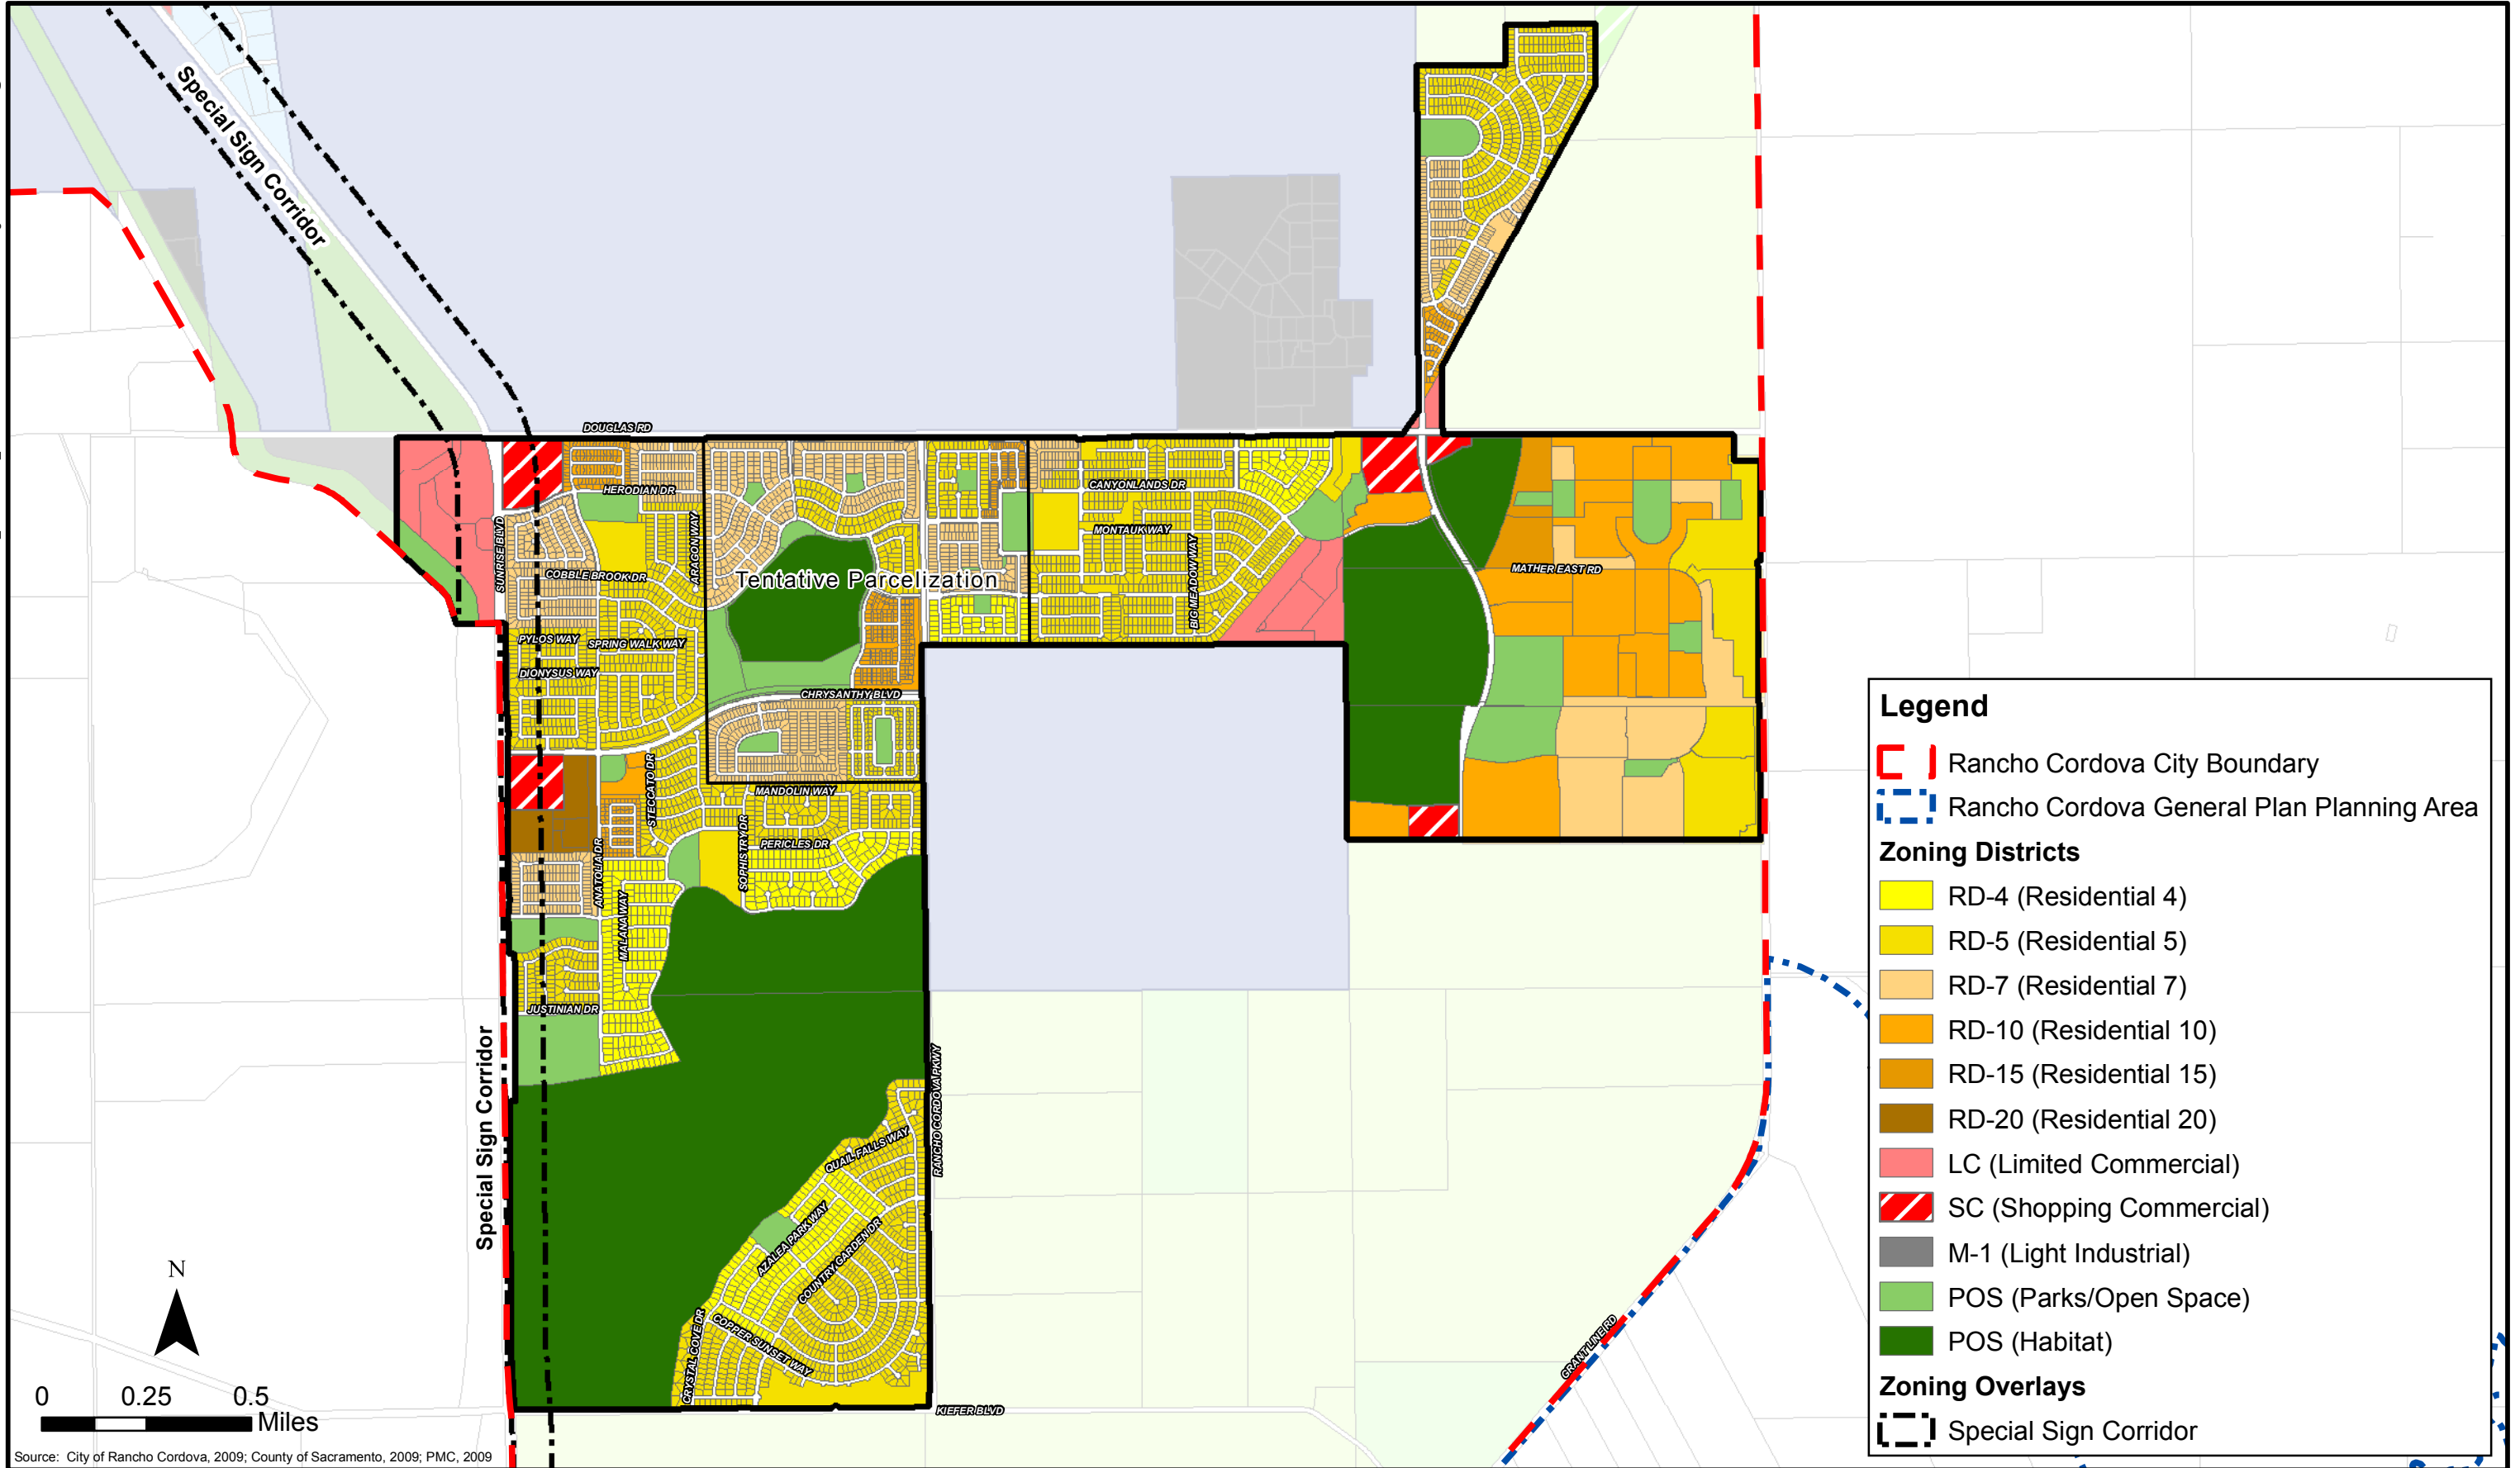 Special Sign Corridor
DOUGLAS RD
HERODIAN DR
CANYONLANDS DR
SUNRISE BLVD
ARAGON WAY
MONTAUK WAY
BIG MEADOW WAY
COBBLE BROOK DR
Tentative Parcelization
MATHER EAST RD
PYLOS WAY
SPRING WALK WAY
DIONYSUS WAY
CHRYSANTHY BLVD
STECCATO DR
MANDOLIN WAY
SOPHISTRY DR
PERICLES DR
ANATOLIA DR
MALANA WAY
JUSTINIAN DR
Special Sign Corridor
RANCHO CORDOVA PKWY
QUAIL FALLS WAY
AZALEA PARK WAY
COUNTRY GARDEN DR
CRYSTAL COVE DR
COPPER SUNSET WAY
KIEFER BLVD
GRANT LINE RD
Legend
Rancho Cordova City Boundary
Rancho Cordova General Plan Planning Area
Zoning Districts
RD-4 (Residential 4)
RD-5 (Residential 5)
RD-7 (Residential 7)
RD-10 (Residential 10)
RD-15 (Residential 15)
RD-20 (Residential 20)
LC (Limited Commercial)
SC (Shopping Commercial)
M-1 (Light Industrial)
POS (Parks/Open Space)
POS (Habitat)
Zoning Overlays
Special Sign Corridor
N
0 0.25 0.5
Miles
Source: City of Rancho Cordova, 2009; County of Sacramento, 2009; PMC, 2009